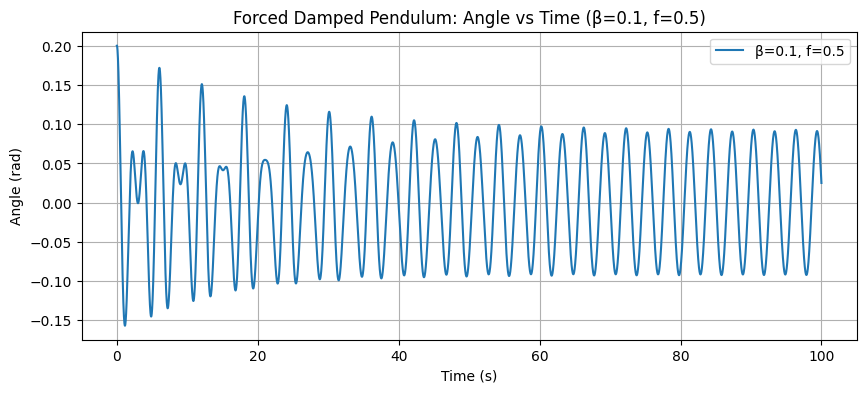 Forced Damped Pendulum: Angle vs Time (β=0.1, f=0.5)
β=0.1, f=0.5
Angle (rad)
0.20
0.15
0.10
0.05
0.00
−0.05
−0.10
−0.15
0 20 40 60 80 100
Time (s)